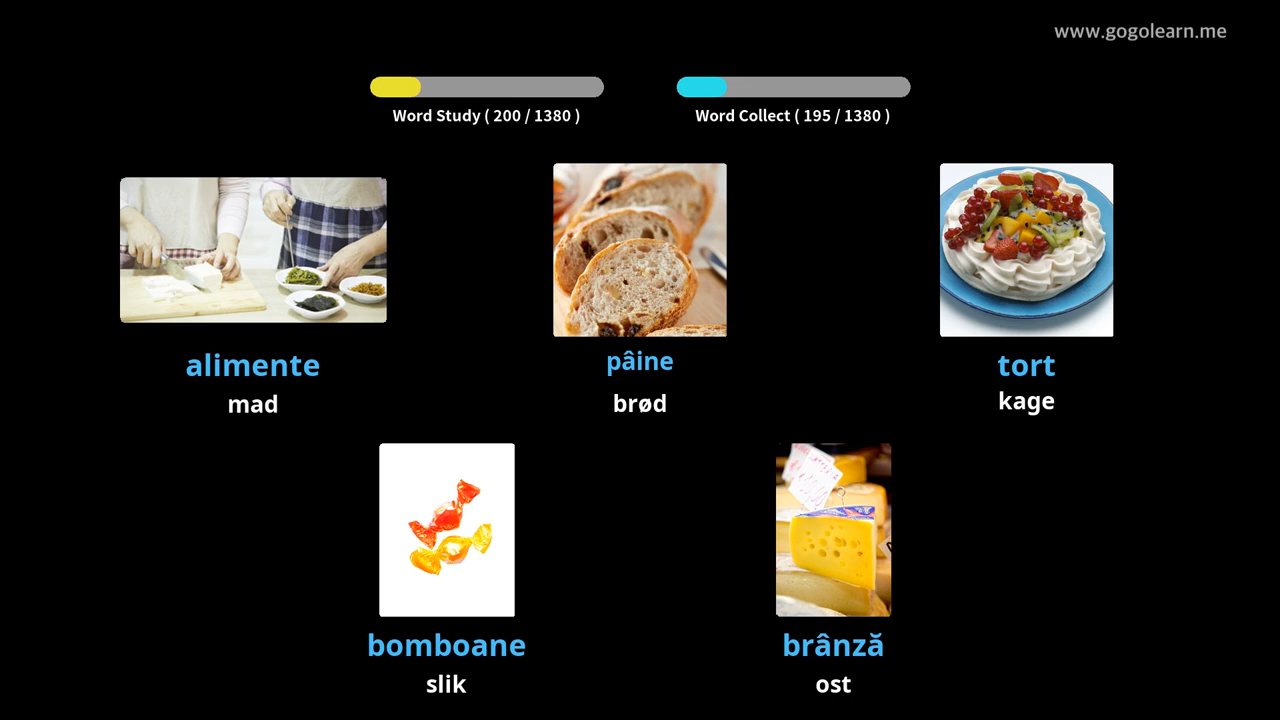 www.gogolearn.me
Word Study ( 200 / 1380 )
Word Collect ( 195 / 1380 )
alimente
mad
pâine
brød
tort
kage
bomboane
slik
brânză
ost